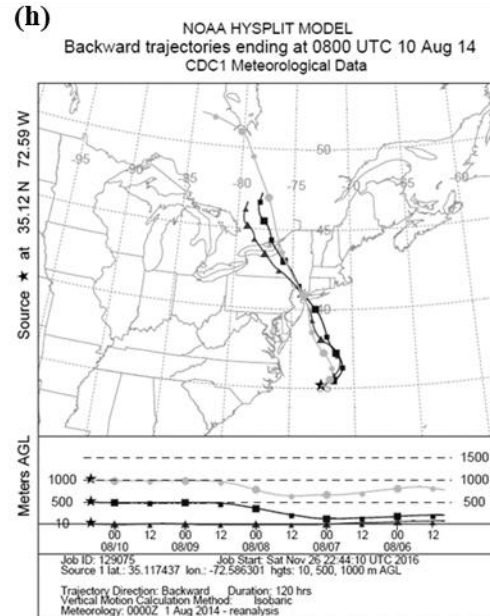 (h)
NOAA HYSPLIT MODEL
Backward trajectories ending at 0800 UTC 10 Aug 14
CDC1 Meteorological Data
Source ★ at 35.12 N 72.59 W
-95 -90 -85 -80 -75 -70 -65 -60
50
45
40
Meters AGL
1500
1000 1000
500 500
10
00 12 00 12 00 12 00 12 00 12
08/10 08/09 08/08 08/07 08/06
Job ID: 129075 Job Start: Sat Nov 26 22:44:10 UTC 2016
Source 1 lat.: 35.117437 lon.: -72.586301 hgts: 10, 500, 1000 m AGL
Trajectory Direction: Backward Duration: 120 hrs
Vertical Motion Calculation Method: Isobaric
Meteorology: 0000Z 1 Aug 2014 - reanalysis